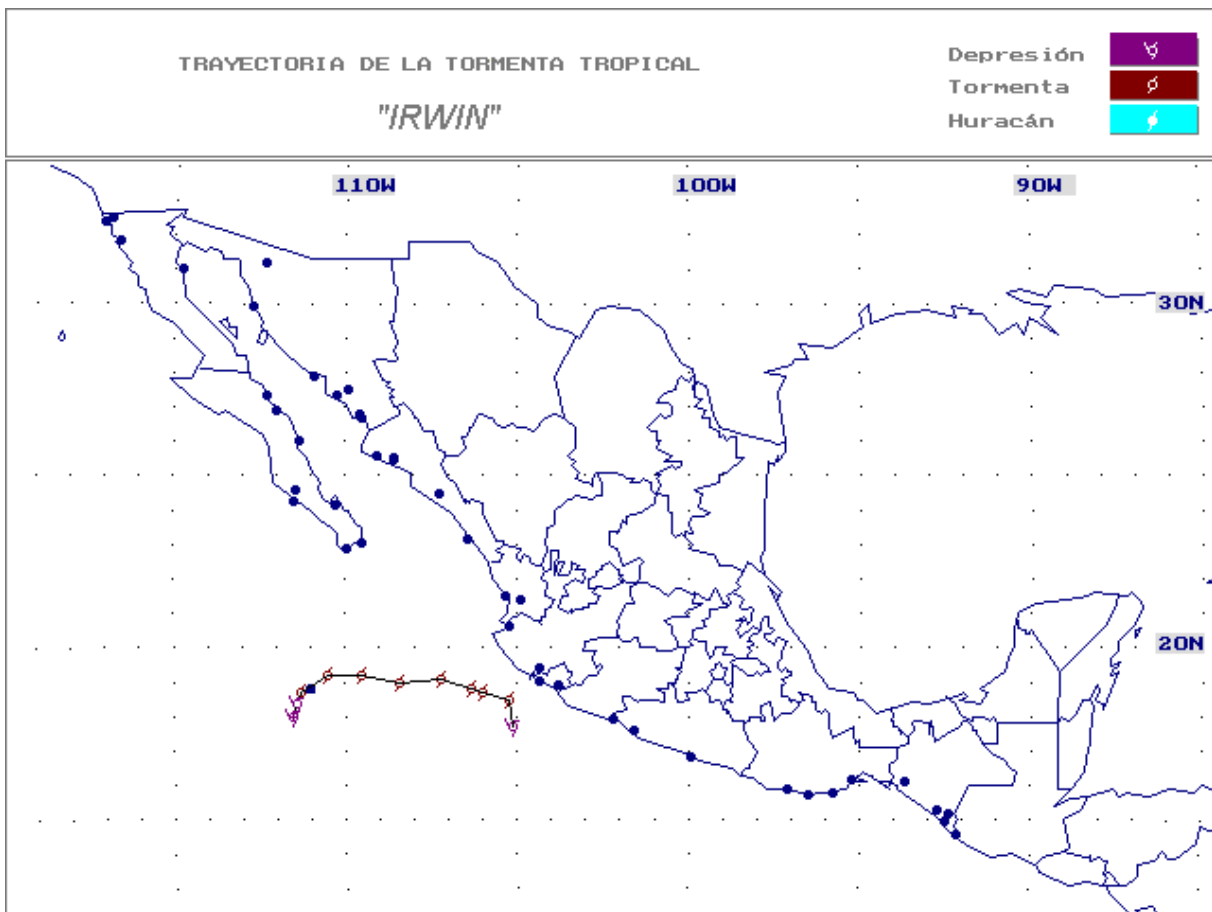 TRAYECTORIA DE LA TORMENTA TROPICAL
"IRWIN"
Depresión
Tormenta
Huracán
110W
100W
90W
30N
20N